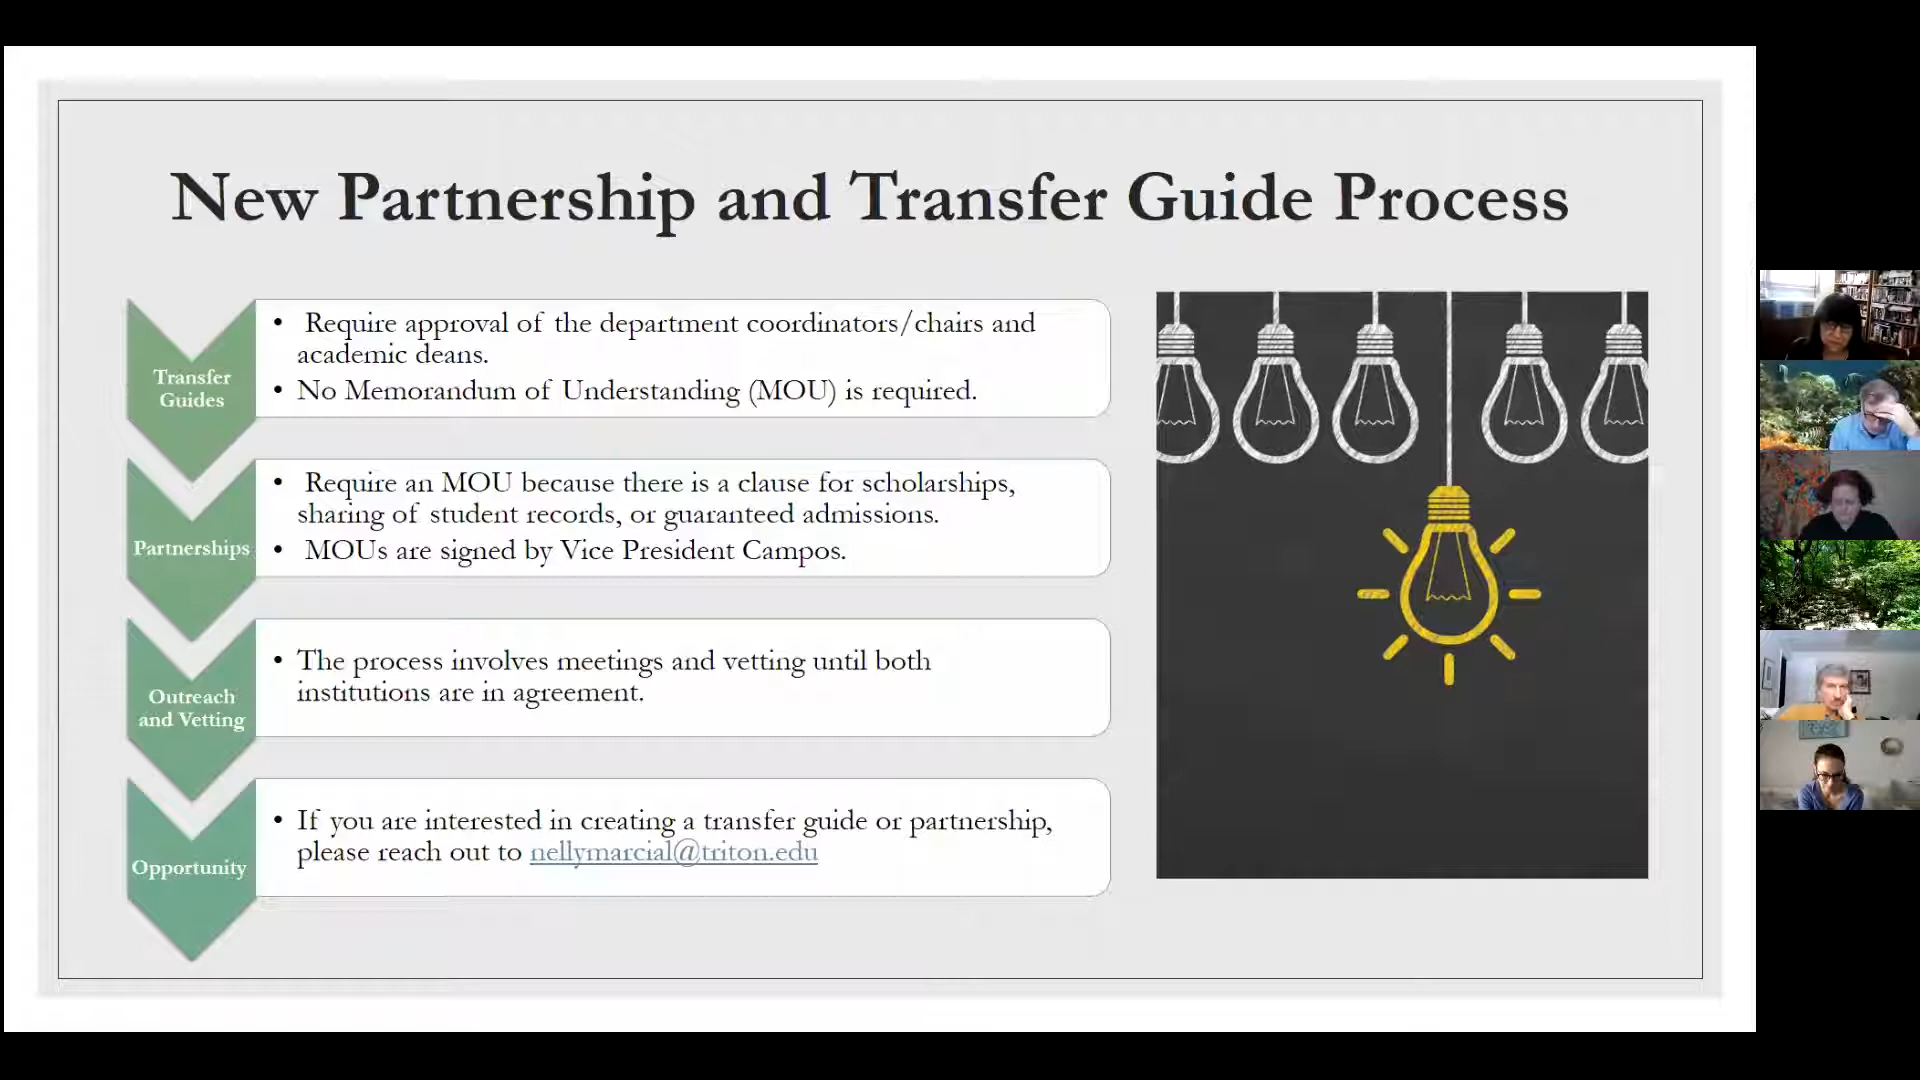 New Partnership and Transfer Guide Process
Transfer
Guides
• Require approval of the department coordinators/chairs and
academic deans.
• No Memorandum of Understanding (MOU) is required.
Partnerships
• Require an MOU because there is a clause for scholarships,
sharing of student records, or guaranteed admissions.
• MOUs are signed by Vice President Campos.
Outreach
and Vetting
• The process involves meetings and vetting until both
institutions are in agreement.
Opportunity
• If you are interested in creating a transfer guide or partnership,
please reach out to nellymarcial@triton.edu